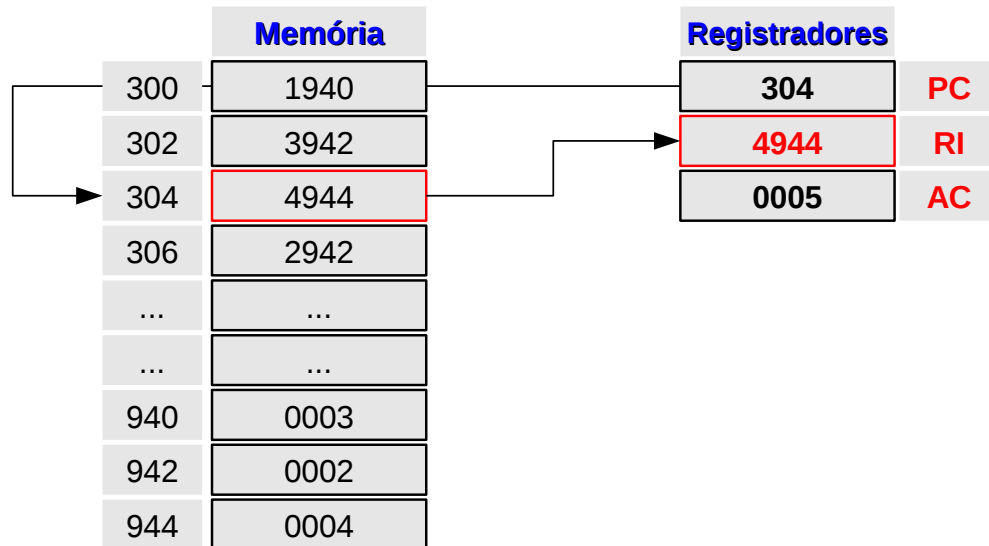 Memória Registradores
300 1940 304 PC
302 3942 4944 RI
304 4944 0005 AC
306 2942
... ...
... ...
940 0003
942 0002
944 0004